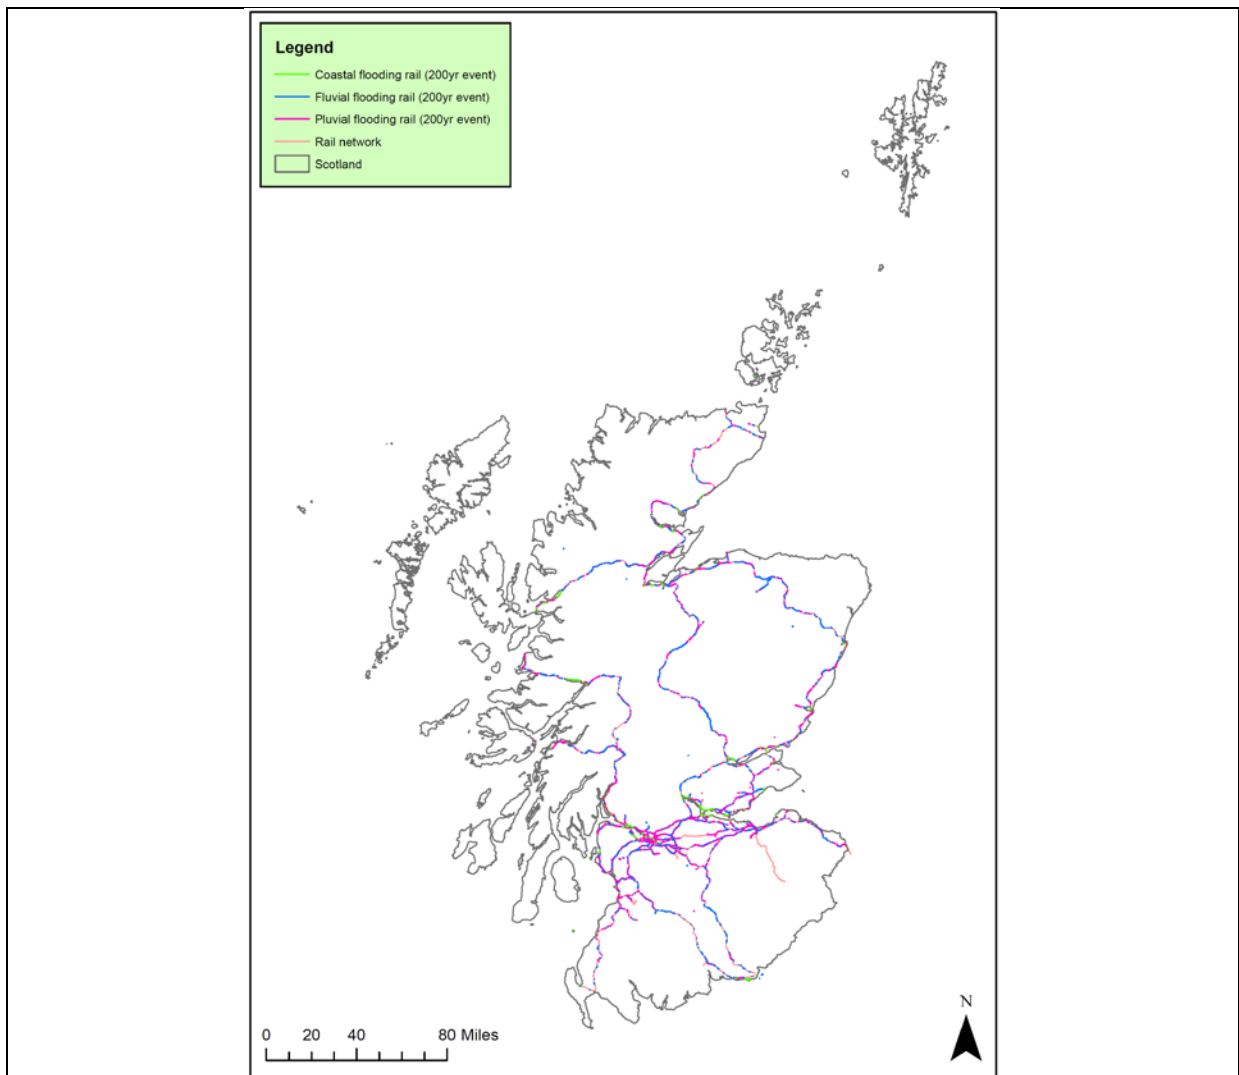 Legend
Coastal flooding rail (200yr event)
Fluvial flooding rail (200yr event)
Pluvial flooding rail (200yr event)
Rail network
Scotland
0 20 40 80 Miles
N